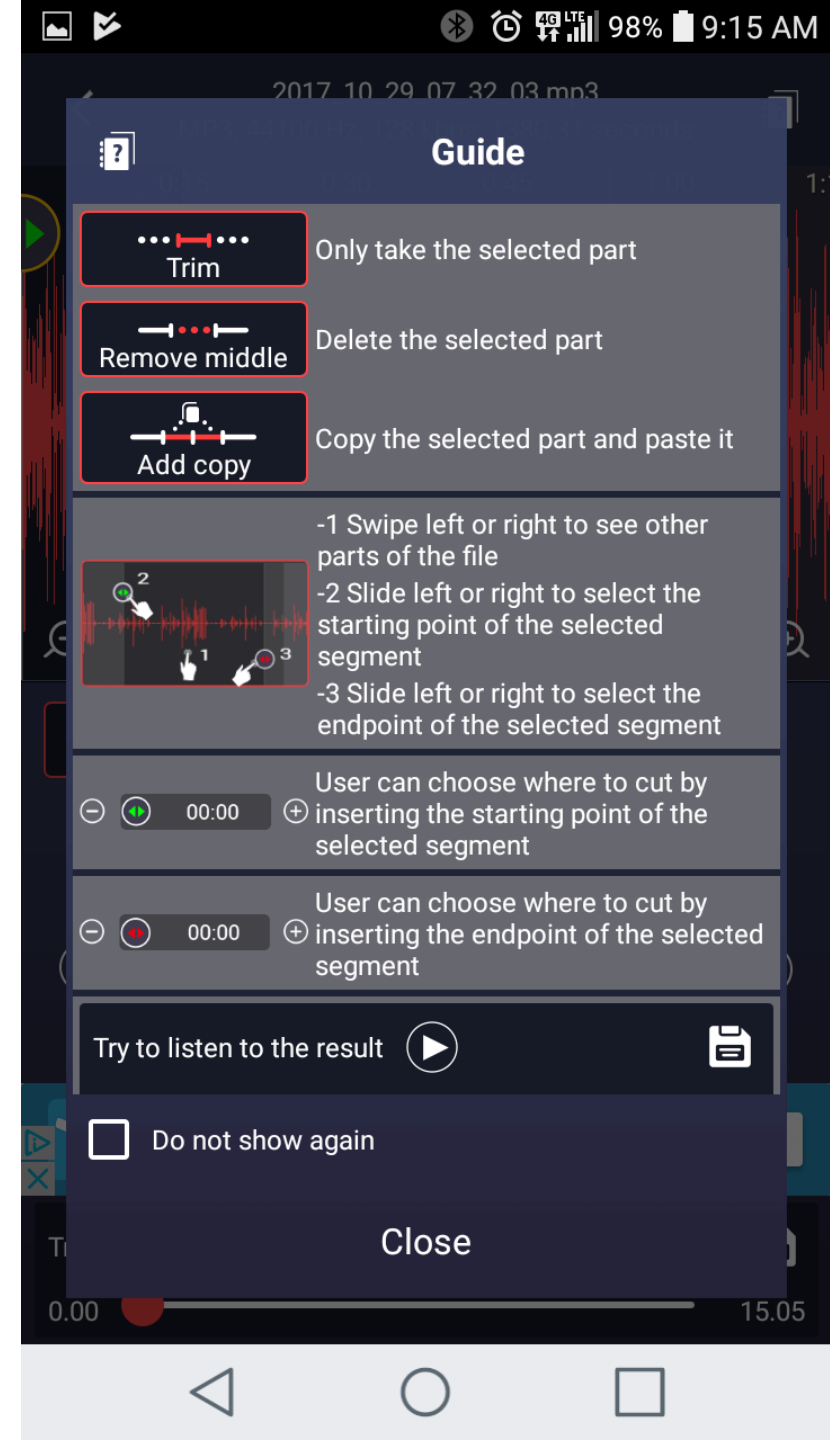 4G LTE 98% 9:15 AM
2017_10_29_07_32_03.mp3
Guide
1:
Trim
Only take the selected part
Remove middle
Delete the selected part
Add copy
Copy the selected part and paste it
-1 Swipe left or right to see other
parts of the file
-2 Slide left or right to select the
starting point of the selected
segment
-3 Slide left or right to select the
endpoint of the selected segment
2
1
3
User can choose where to cut by
inserting the starting point of the
selected segment
00:00
User can choose where to cut by
inserting the endpoint of the selected
segment
00:00
Try to listen to the result
Do not show again
Close
0.00
15.05